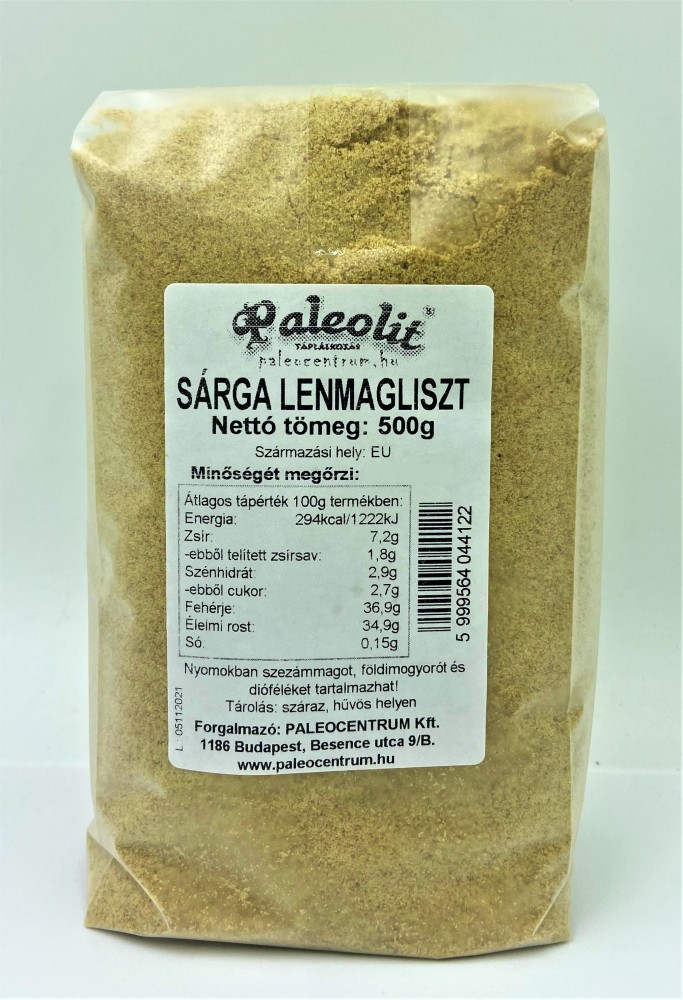 Paleolit®
TÁPLÁLKOZÁS
paleocentrum.hu
SÁRGA LENMAGLISZT
Nettó tömeg: 500g
Származási hely: EU
Minőségét megőrzi:
Átlagos tápérték 100g termékben:
Energia: 294kcal/1222kJ
Zsír: 7,2g
-ebből telített zsírsav: 1,8g
Szénhidrát: 2,9g
-ebből cukor: 2,7g
Fehérje: 36,9g
Élelmi rost: 34,9g
Só. 0,15g
5 999564 044122
Nyomokban szezámmagot, földimogyorót és
dióféléket tartalmazhat!
Tárolás: száraz, hűvös helyen
L : 05112021
Forgalmazó: PALEOCENTRUM Kft.
1186 Budapest, Besence utca 9/B.
www.paleocentrum.hu